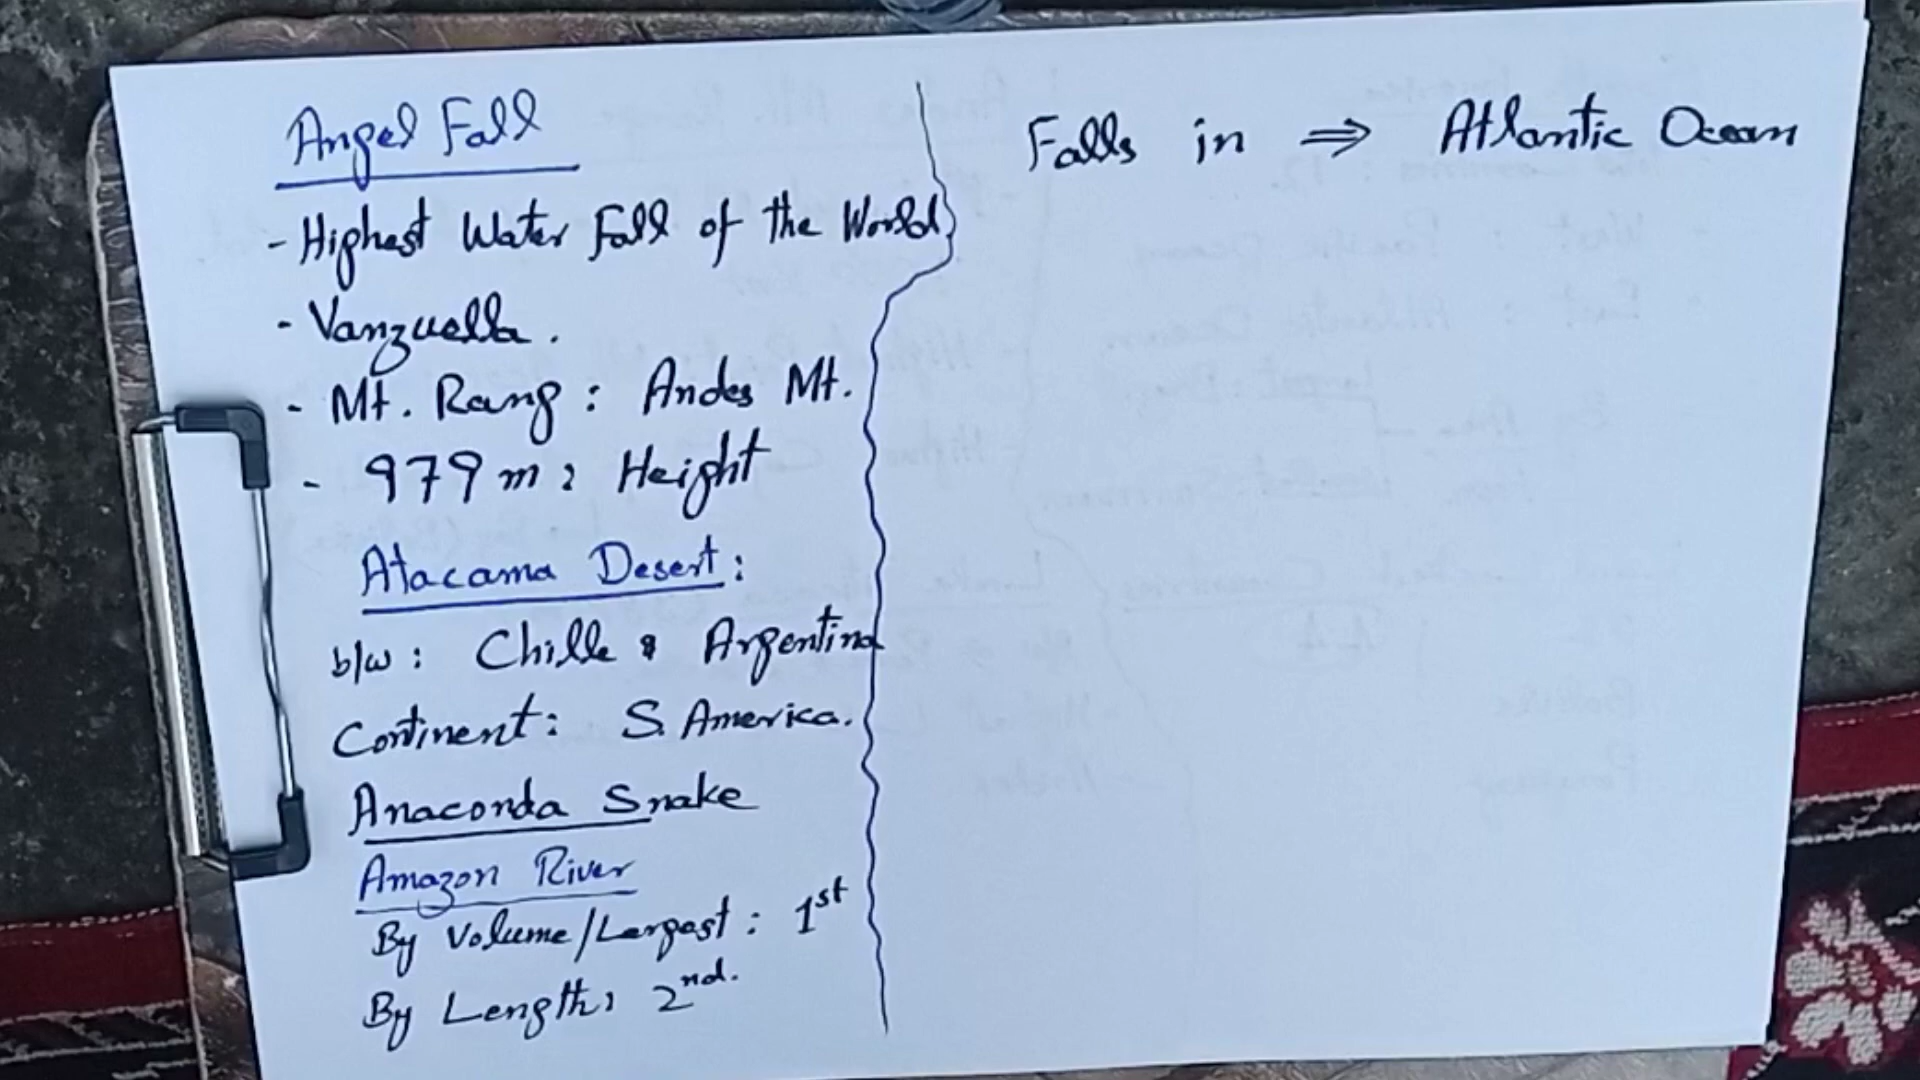 Angel Fall
- Highest Water Fall of the World
- Vanzuella.
- Mt. Rang : Andes Mt.
- 979 m : Height
Atacama Desert :
b/w : Chille & Argentina
Continent : S. America.
Anaconda Snake
Amazon River
By Volume/Largest : 1st
By Length : 2nd.
Falls in ⇒ Atlantic Ocean